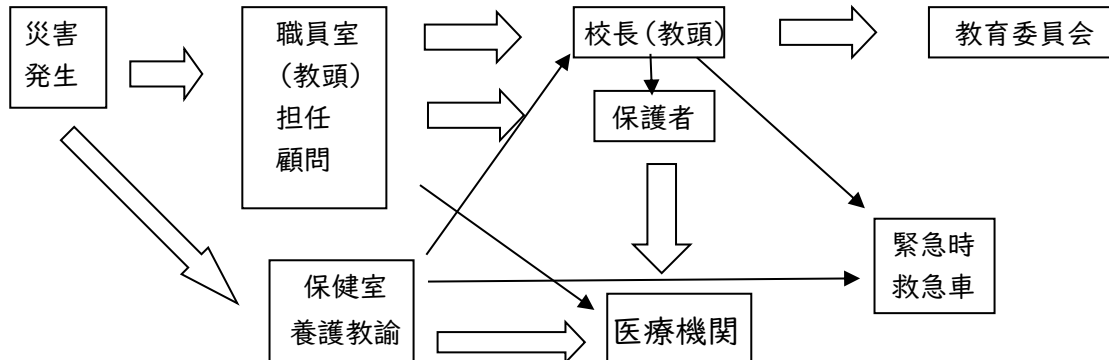 災害
発生
職員室
(教頭)
担任
顧問
校長(教頭)
教育委員会
保護者
緊急時
救急車
保健室
養護教諭
医療機関